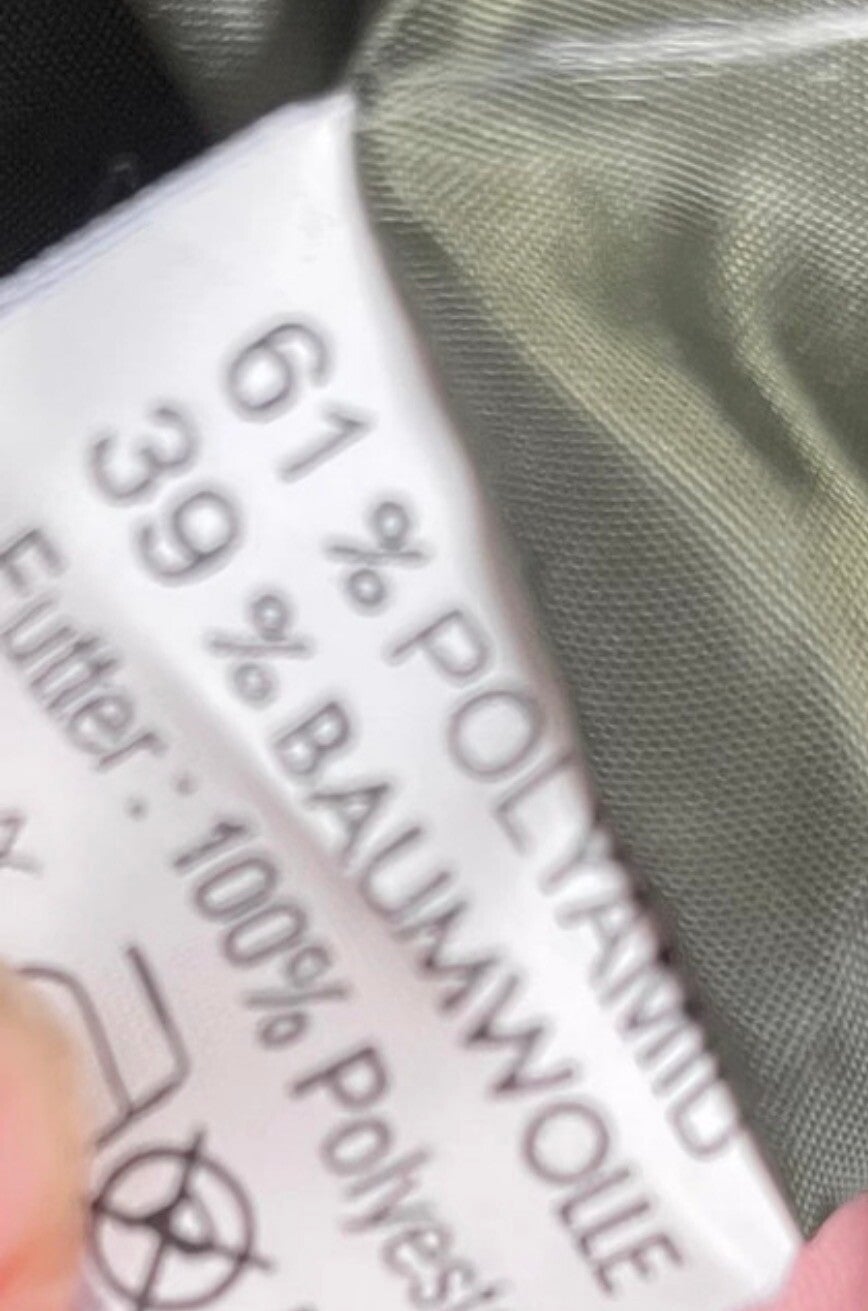 61 % POLYAMID
39 % BAUMWOLLE
Futter : 100% Polyest